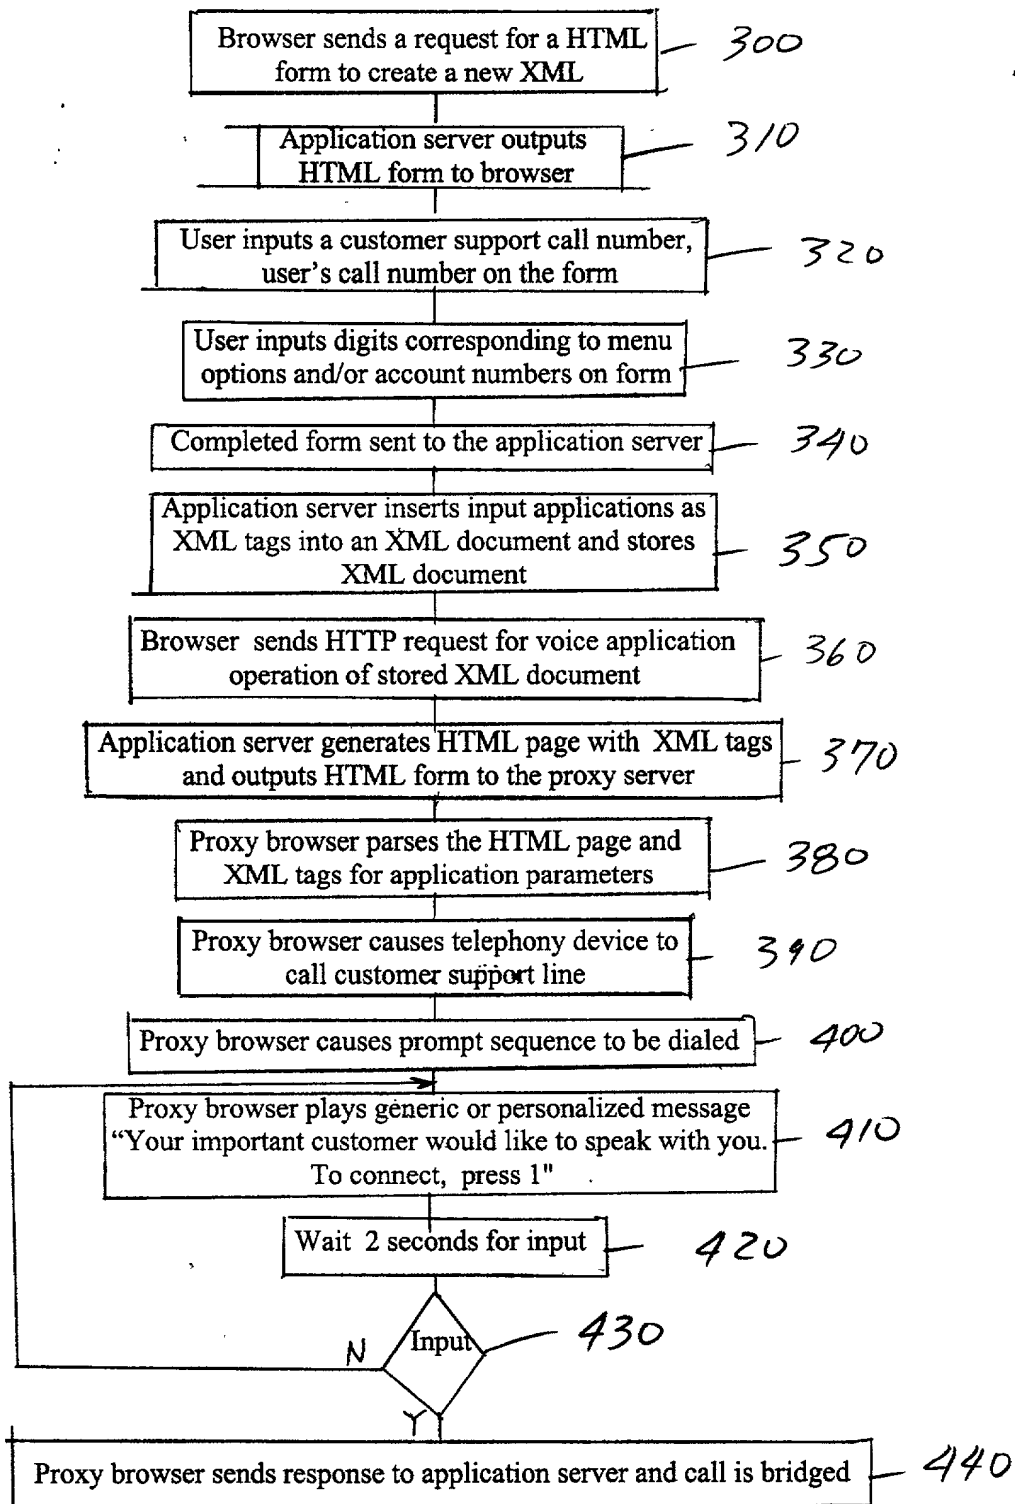 Browser sends a request for a HTML
form to create a new XML
300
Application server outputs
HTML form to browser
310
User inputs a customer support call number,
user's call number on the form
320
User inputs digits corresponding to menu
options and/or account numbers on form
330
Completed form sent to the application server
340
Application server inserts input applications as
XML tags into an XML document and stores
XML document
350
Browser sends HTTP request for voice application
operation of stored XML document
360
Application server generates HTML page with XML tags
and outputs HTML form to the proxy server
370
Proxy browser parses the HTML page and
XML tags for application parameters
380
Proxy browser causes telephony device to
call customer support line
390
Proxy browser causes prompt sequence to be dialed
400
Proxy browser plays generic or personalized message
“Your important customer would like to speak with you.
To connect, press 1"
410
Wait 2 seconds for input
420
Input
430
N
Y
Proxy browser sends response to application server and call is bridged
440